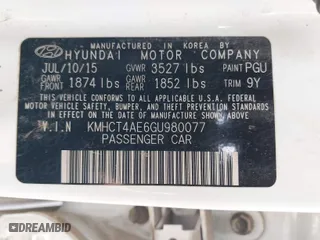 MANUFACTURED IN KOREA BY
HYUNDAI MOTOR COMPANY
JUL/10/15 GVWR 3527 lbs PAINT PGU
GAWR FRONT 1874 lbs GAWR REAR 1852 lbs TRIM 9Y
THIS VEHICLE CONFORMS TO ALL APPLICABLE U.S. FEDERAL
MOTOR VEHICLE SAFETY, BUMPER, AND THEFT PREVENTION
STANDARDS IN EFFECT ON THE DATE OF MANUFACTURE
SHOWN ABOVE.
V.I.N KMHCT4AE6GU980077
PASSENGER CAR
DEALERS